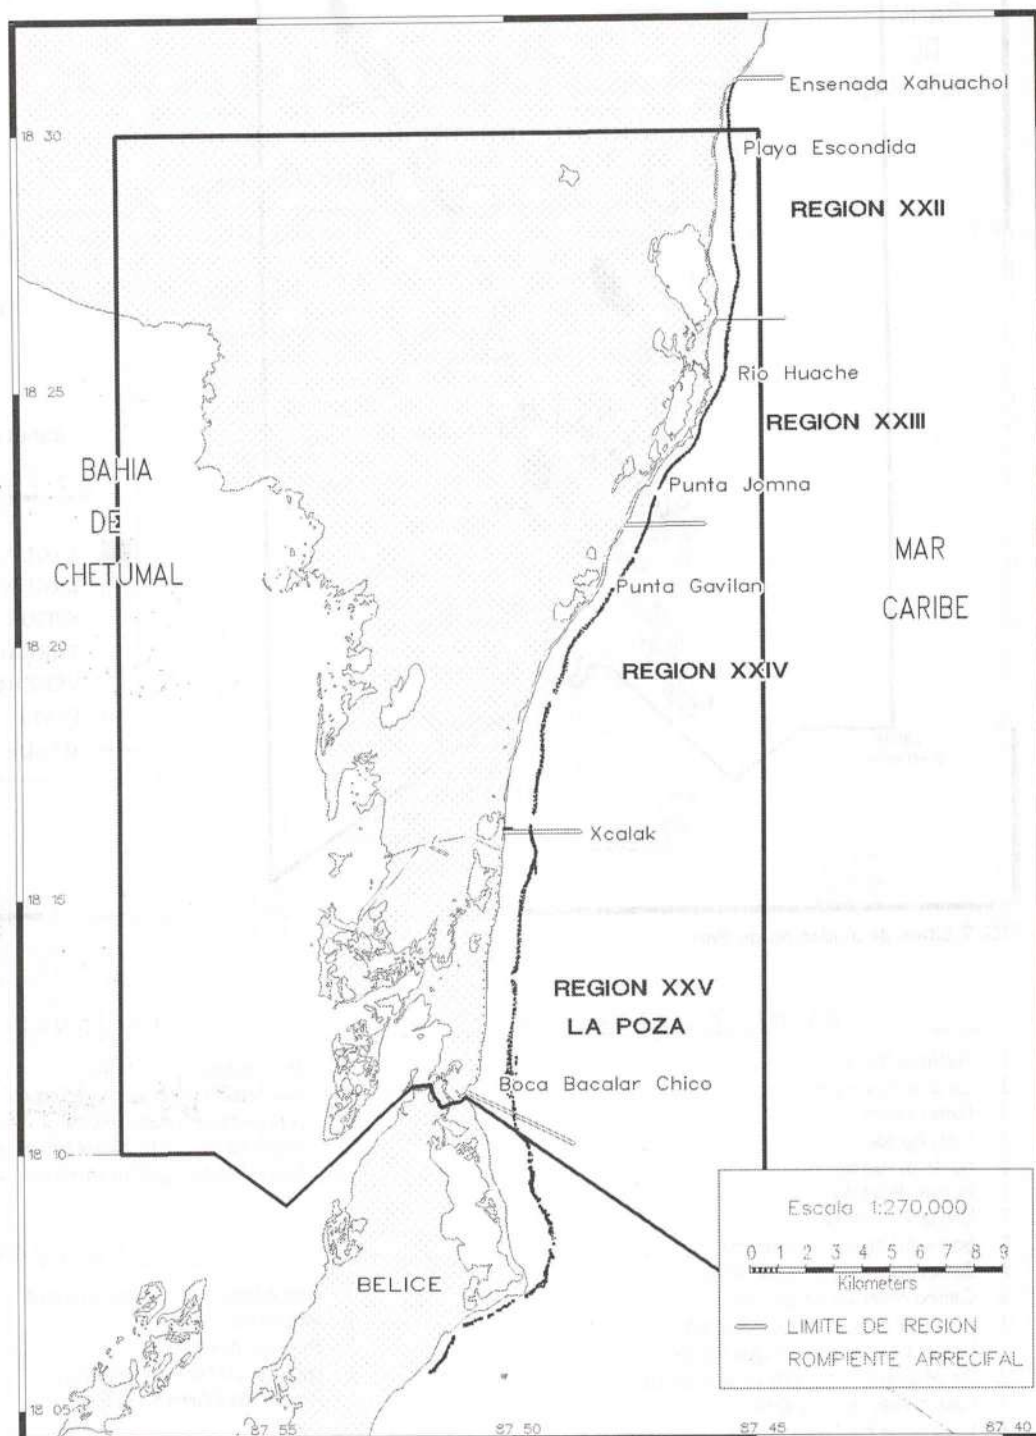 Ensenada Xahuachol
18 30
Playa Escondida
REGION XXII
Rio Huache
18 25
REGION XXIII
BAHIA
DE
CHETUMAL
Punta Jomna
MAR
CARIBE
Punta Gavilan
18 20
REGION XXIV
Xcalak
18 15
REGION XXV
LA POZA
Boca Bacalar Chico
18 10
Escala 1:270,000
0 1 2 3 4 5 6 7 8 9
Kilometers
BELICE
LIMITE DE REGION
ROMPIENTE ARRECIFAL
18 05
87 55
87 50
87 45
87 40